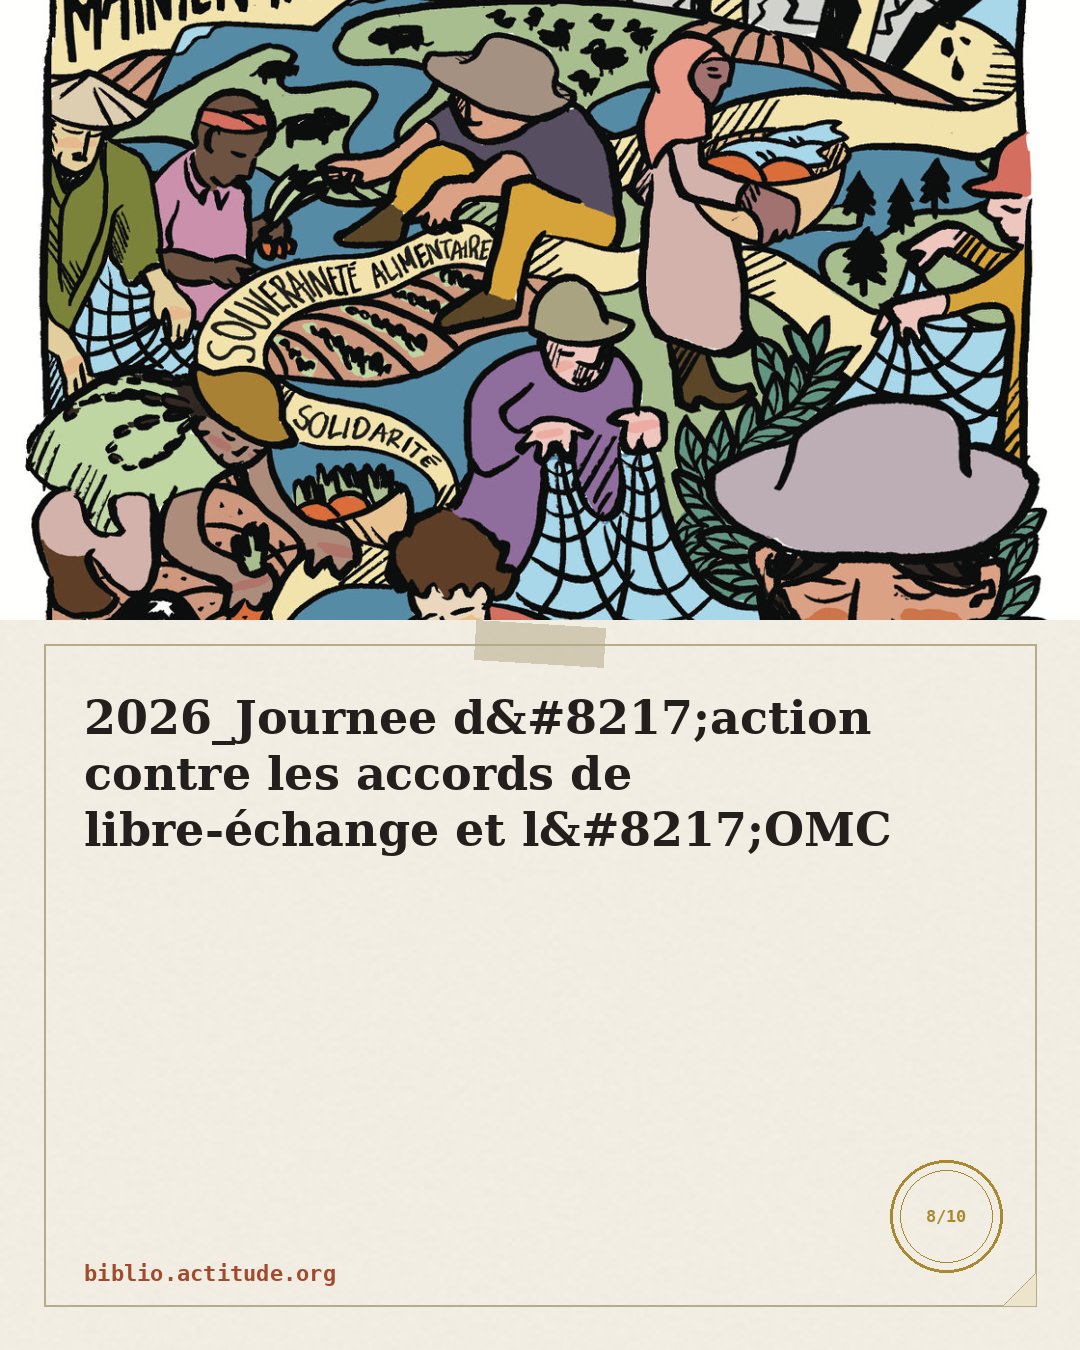 SOUVERAINETÉ ALIMENTAIRE
SOLIDARITÉ
2026_Journee d&#8217;action
contre les accords de
libre-échange et l&#8217;OMC
8/10
biblio.actitude.org